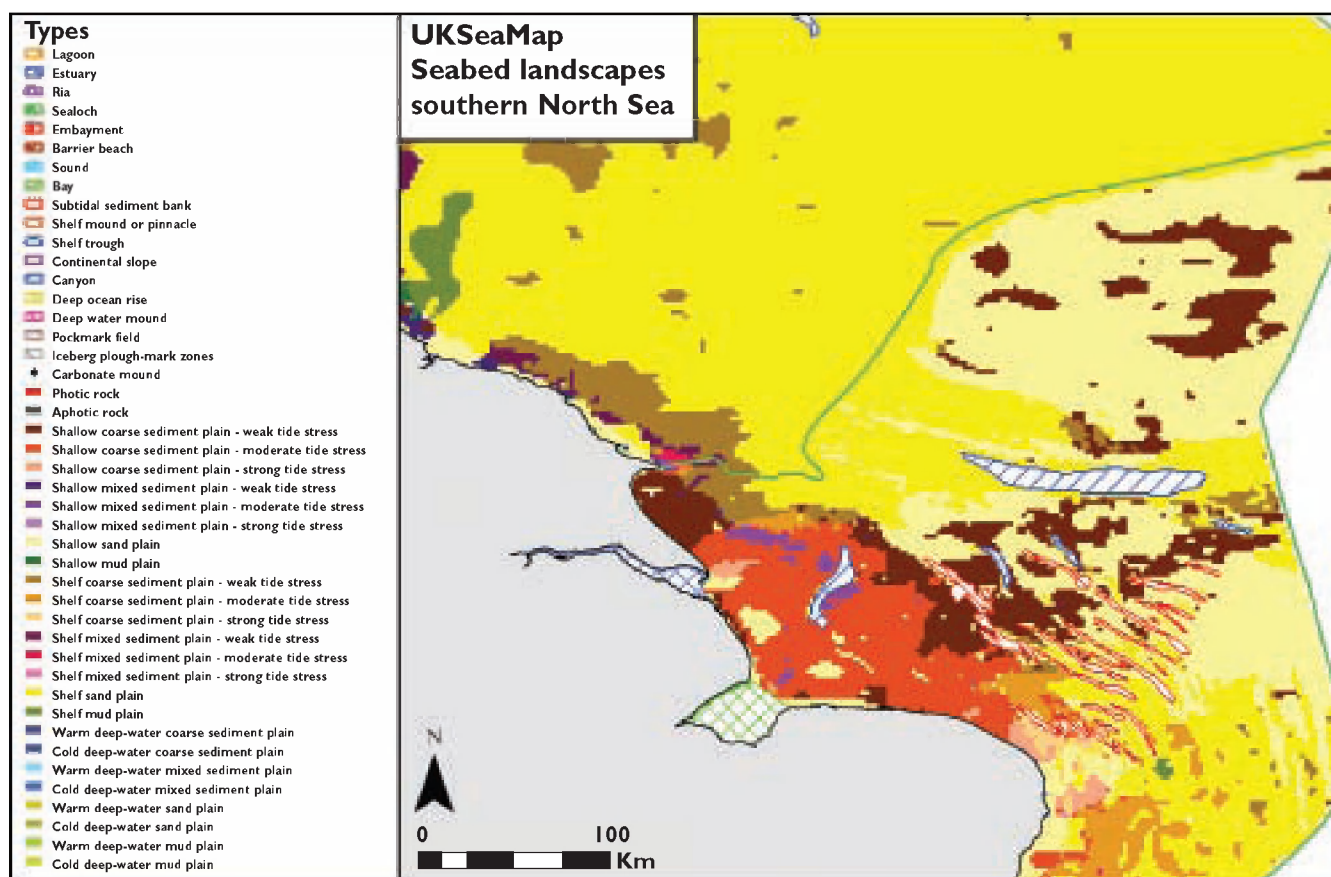 Types
Lagoon
Estuary
Ria
Sealoch
Embayment
Barrier beach
Sound
Bay
Subtidal sediment bank
Shelf mound or pinnacle
Shelf trough
Continental slope
Canyon
Deep ocean rise
Deep water mound
Pockmark field
Iceberg plough-mark zones
Carbonate mound
Photic rock
Aphotic rock
Shallow coarse sediment plain - weak tide stress
Shallow coarse sediment plain - moderate tide stress
Shallow coarse sediment plain - strong tide stress
Shallow mixed sediment plain - weak tide stress
Shallow mixed sediment plain - moderate tide stress
Shallow mixed sediment plain - strong tide stress
Shallow sand plain
Shallow mud plain
Shelf coarse sediment plain - weak tide stress
Shelf coarse sediment plain - moderate tide stress
Shelf coarse sediment plain - strong tide stress
Shelf mixed sediment plain - weak tide stress
Shelf mixed sediment plain - moderate tide stress
Shelf mixed sediment plain - strong tide stress
Shelf sand plain
Shelf mud plain
Warm deep-water coarse sediment plain
Cold deep-water coarse sediment plain
Warm deep-water mixed sediment plain
Cold deep-water mixed sediment plain
Warm deep-water sand plain
Cold deep-water sand plain
Warm deep-water mud plain
Cold deep-water mud plain
UKSeaMap
Seabed landscapes
southern North Sea
N
0 100
Km